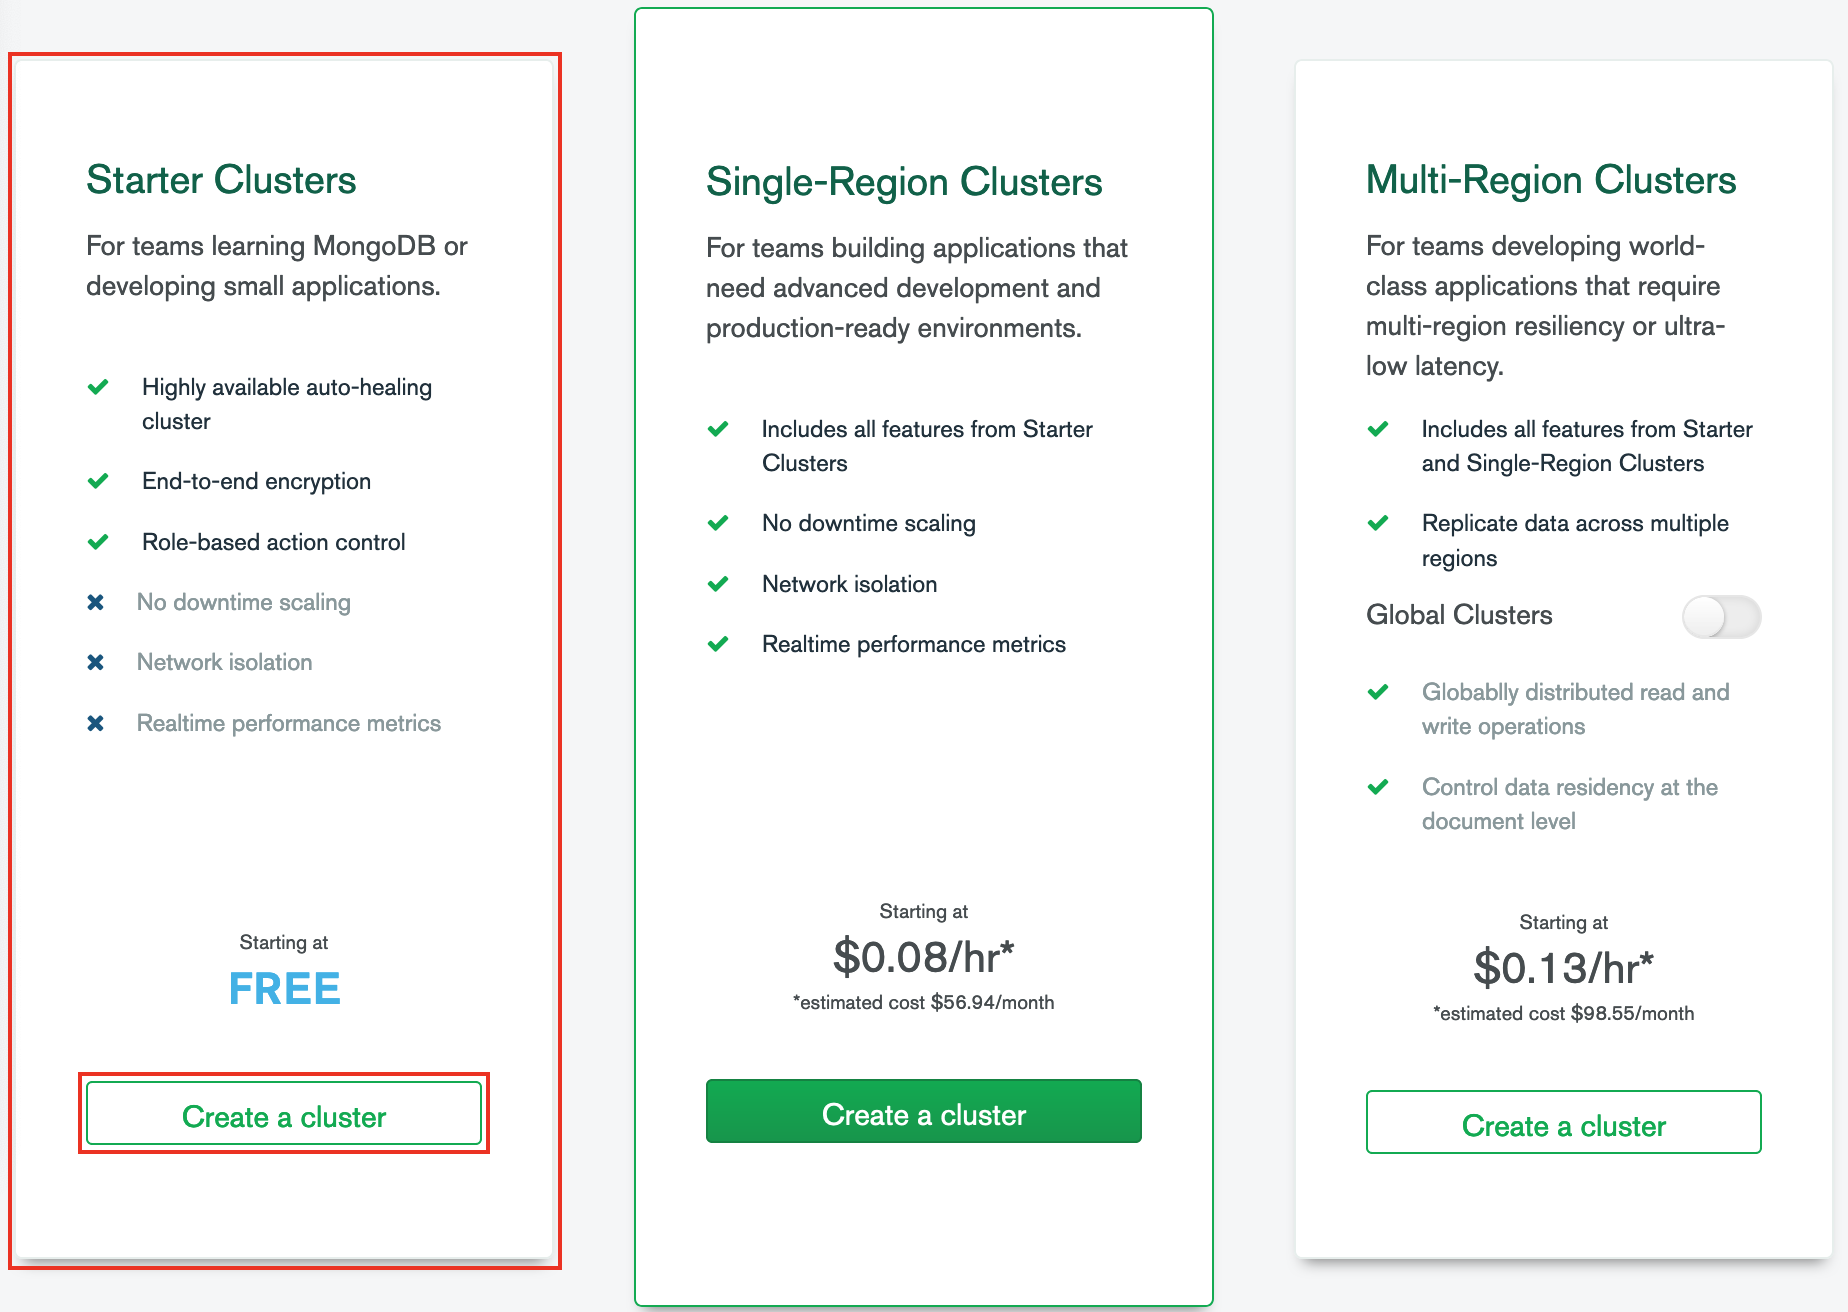 Starter Clusters
For teams learning MongoDB or
developing small applications.
Highly available auto-healing
cluster
End-to-end encryption
Role-based action control
No downtime scaling
Network isolation
Realtime performance metrics
Starting at
FREE
Create a cluster
Single-Region Clusters
For teams building applications that
need advanced development and
production-ready environments.
Includes all features from Starter
Clusters
No downtime scaling
Network isolation
Realtime performance metrics
Starting at
$0.08/hr*
*estimated cost $56.94/month
Create a cluster
Multi-Region Clusters
For teams developing world-
class applications that require
multi-region resiliency or ultra-
low latency.
Includes all features from Starter
and Single-Region Clusters
Replicate data across multiple
regions
Global Clusters
Globablly distributed read and
write operations
Control data residency at the
document level
Starting at
$0.13/hr*
*estimated cost $98.55/month
Create a cluster